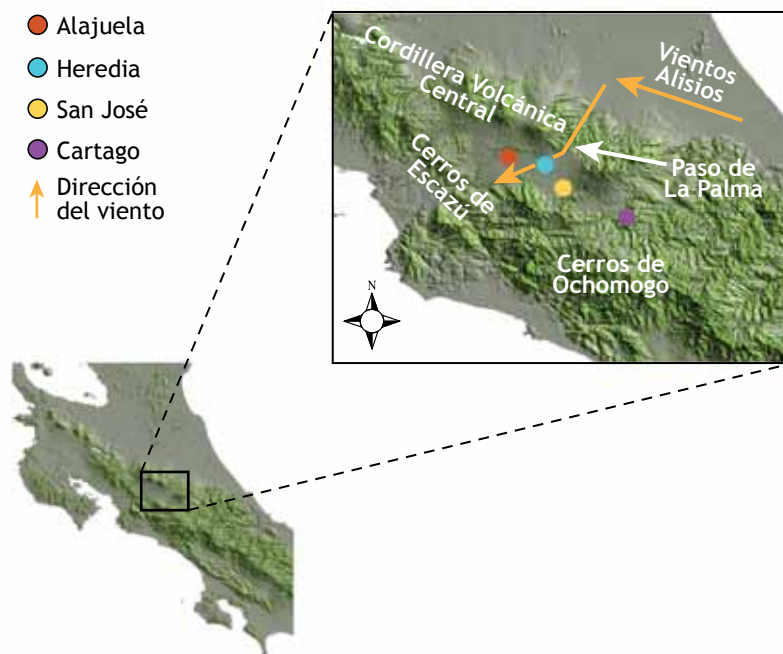 Alajuela
Heredia
San José
Cartago
Dirección
del viento
Cordillera Volcánica
Central
Vientos
Alisios
Cerros de
Escazú
Paso de
La Palma
Cerros de
Ochomogo
N